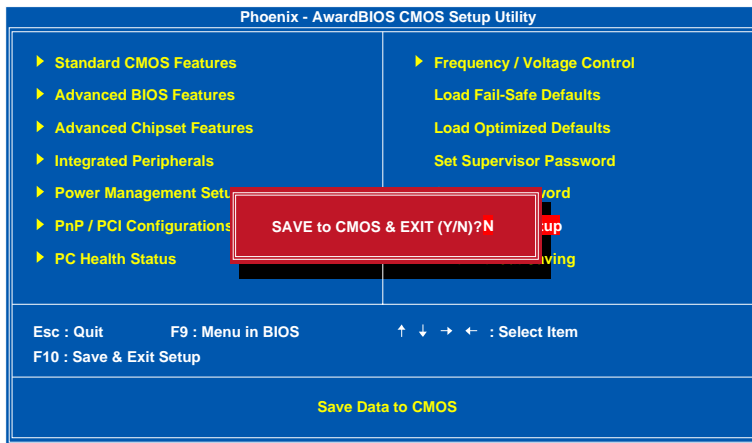 Phoenix - AwardBIOS CMOS Setup Utility
Standard CMOS Features
Advanced BIOS Features
Advanced Chipset Features
Integrated Peripherals
Power Management Setu
PnP / PCI Configurations
PC Health Status
Frequency / Voltage Control
Load Fail-Safe Defaults
Load Optimized Defaults
Set Supervisor Password
ord
up
ving
SAVE to CMOS & EXIT (Y/N)?N
Esc : Quit F9 : Menu in BIOS ↑ ↓ → ← : Select Item
F10 : Save & Exit Setup
Save Data to CMOS